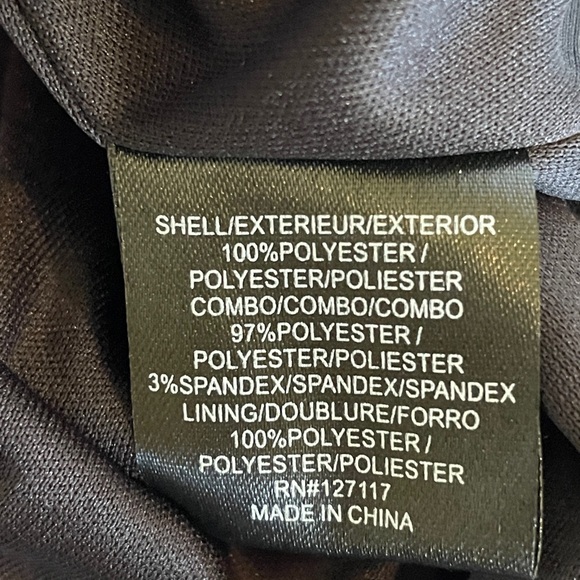 SHELL/EXTERIEUR/EXTERIOR
100%POLYESTER /
POLYESTER/POLIESTER
COMBO/COMBO/COMBO
97%POLYESTER /
POLYESTER/POLIESTER
3%SPANDEX/SPANDEX/SPANDEX
LINING/DOUBLURE/FORRO
100%POLYESTER /
POLYESTER/POLIESTER
RN#127117
MADE IN CHINA